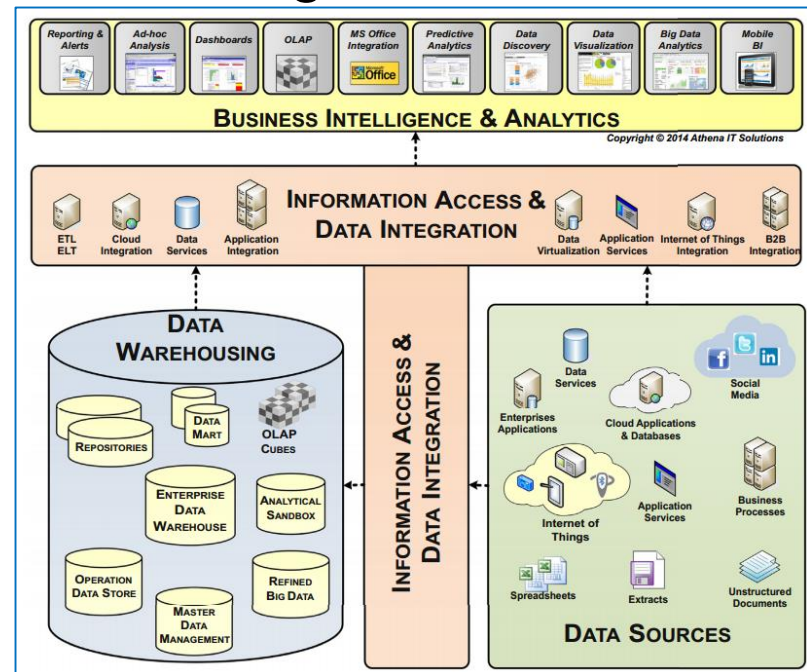 Reporting & Alerts
Ad-hoc Analysis
Dashboards
OLAP
MS Office Integration
Office
Predictive Analytics
Data Discovery
Data Visualization
Big Data Analytics
Mobile BI
BUSINESS INTELLIGENCE & ANALYTICS
Copyright © 2014 Athena IT Solutions
INFORMATION ACCESS &
DATA INTEGRATION
ETL
ELT
Cloud
Integration
Data
Services
Application
Integration
Data
Virtualization
Application
Services
Internet of Things
Integration
B2B
Integration
DATA
WAREHOUSING
REPOSITORIES
DATA
MART
OLAP
CUBES
ENTERPRISE
DATA
WAREHOUSE
ANALYTICAL
SANDBOX
OPERATION
DATA STORE
MASTER
DATA
MANAGEMENT
REFINED
BIG DATA
INFORMATION ACCESS &
DATA INTEGRATION
Data
Services
f
in
Social
Media
Enterprises
Applications
Cloud Applications
& Databases
Internet of
Things
Application
Services
Business
Processes
Spreadsheets
Extracts
Unstructured
Documents
DATA SOURCES